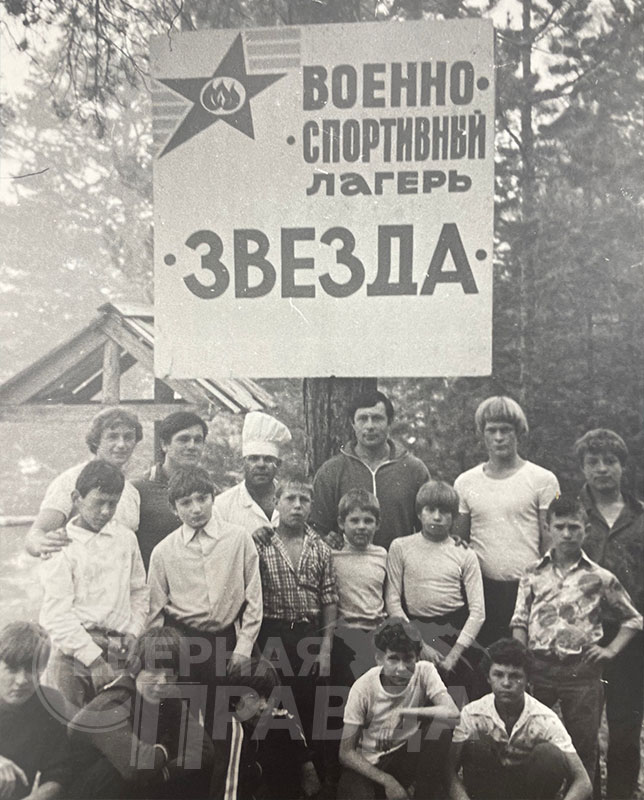 ВОЕННО·
·СПОРТИВНЫЙ
ЛАГЕРЬ
·ЗВЕЗДА·
СЕВЕРНАЯ
ПРАВДА